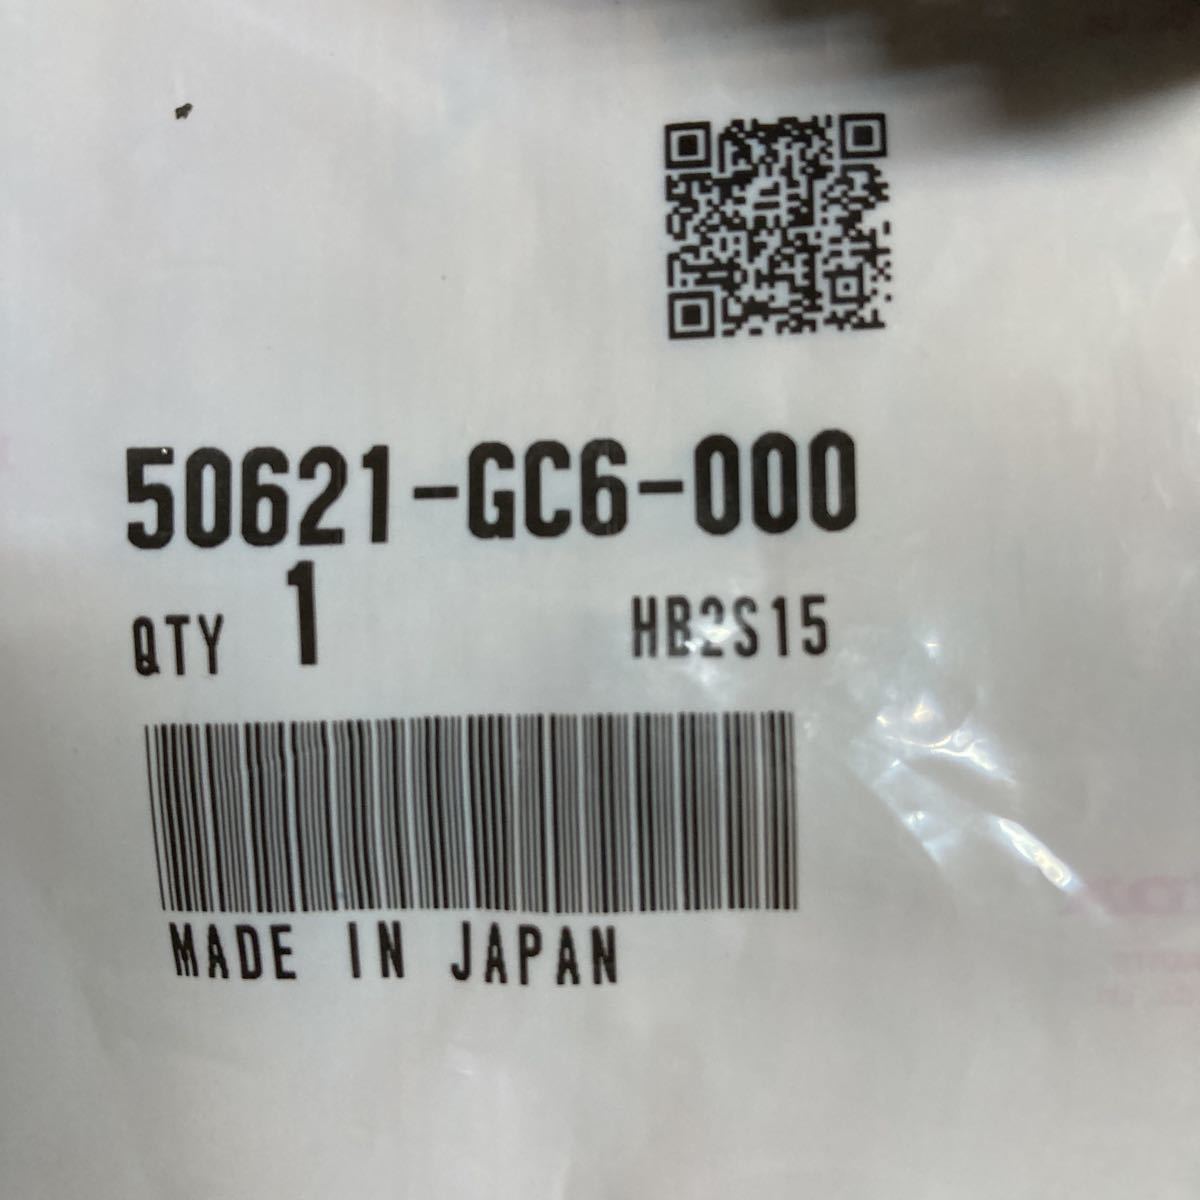 50621-GC6-000
QTY 1 HB2S15
MADE IN JAPAN